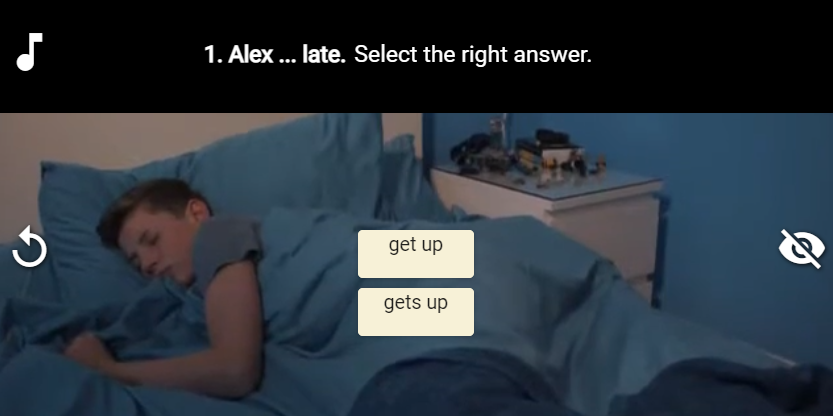 1. Alex ... late. Select the right answer.
get up
gets up